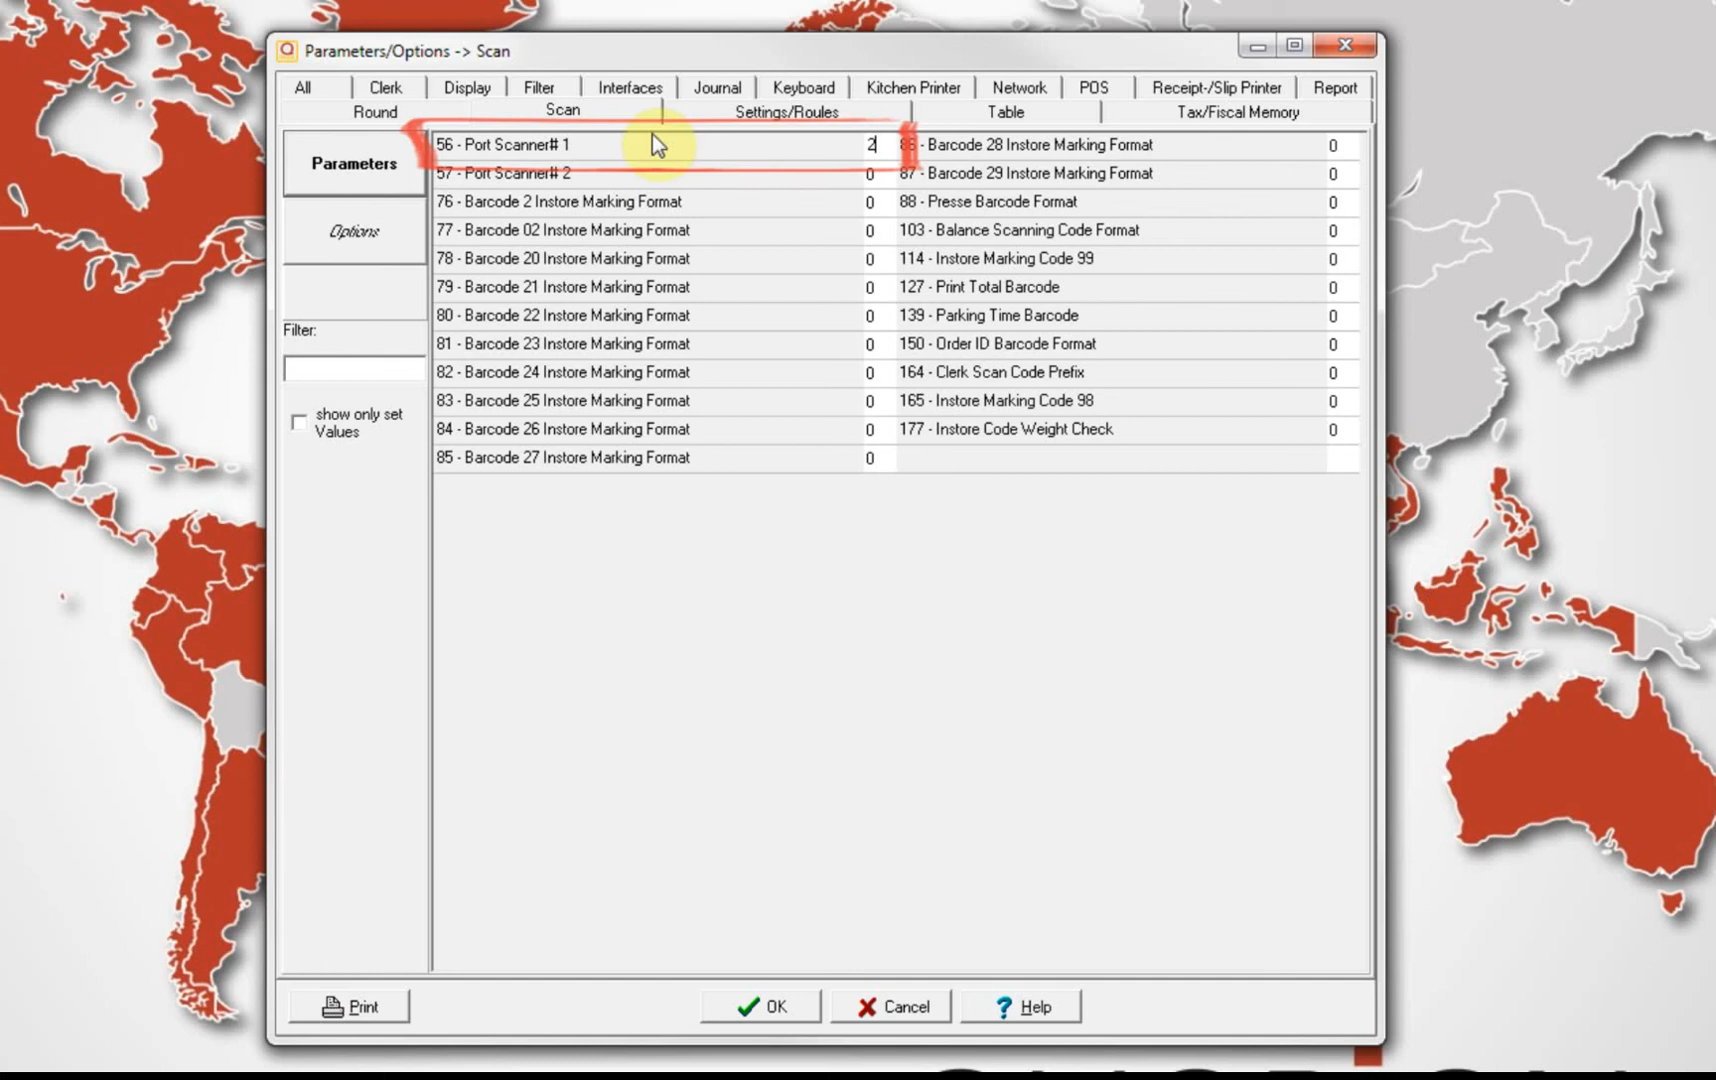 Parameters/Options -> Scan
All Clerk Display Filter Interfaces Journal Keyboard Kitchen Printer Network POS Receipt-/Slip Printer Report
Round Scan Settings/Rules Table Tax/Fiscal Memory
Parameters
Options
Filter:
show only set
Values
56 - Port Scanner# 1 2
57 - Port Scanner# 2 0
76 - Barcode 2 Instore Marking Format 0
77 - Barcode 02 Instore Marking Format 0
78 - Barcode 20 Instore Marking Format 0
79 - Barcode 21 Instore Marking Format 0
80 - Barcode 22 Instore Marking Format 0
81 - Barcode 23 Instore Marking Format 0
82 - Barcode 24 Instore Marking Format 0
83 - Barcode 25 Instore Marking Format 0
84 - Barcode 26 Instore Marking Format 0
85 - Barcode 27 Instore Marking Format 0
86 - Barcode 28 Instore Marking Format 0
87 - Barcode 29 Instore Marking Format 0
88 - Presse Barcode Format 0
103 - Balance Scanning Code Format 0
114 - Instore Marking Code 99 0
127 - Print Total Barcode 0
139 - Parking Time Barcode 0
150 - Order ID Barcode Format 0
164 - Clerk Scan Code Prefix 0
165 - Instore Marking Code 98 0
177 - Instore Code Weight Check 0
Print OK Cancel Help